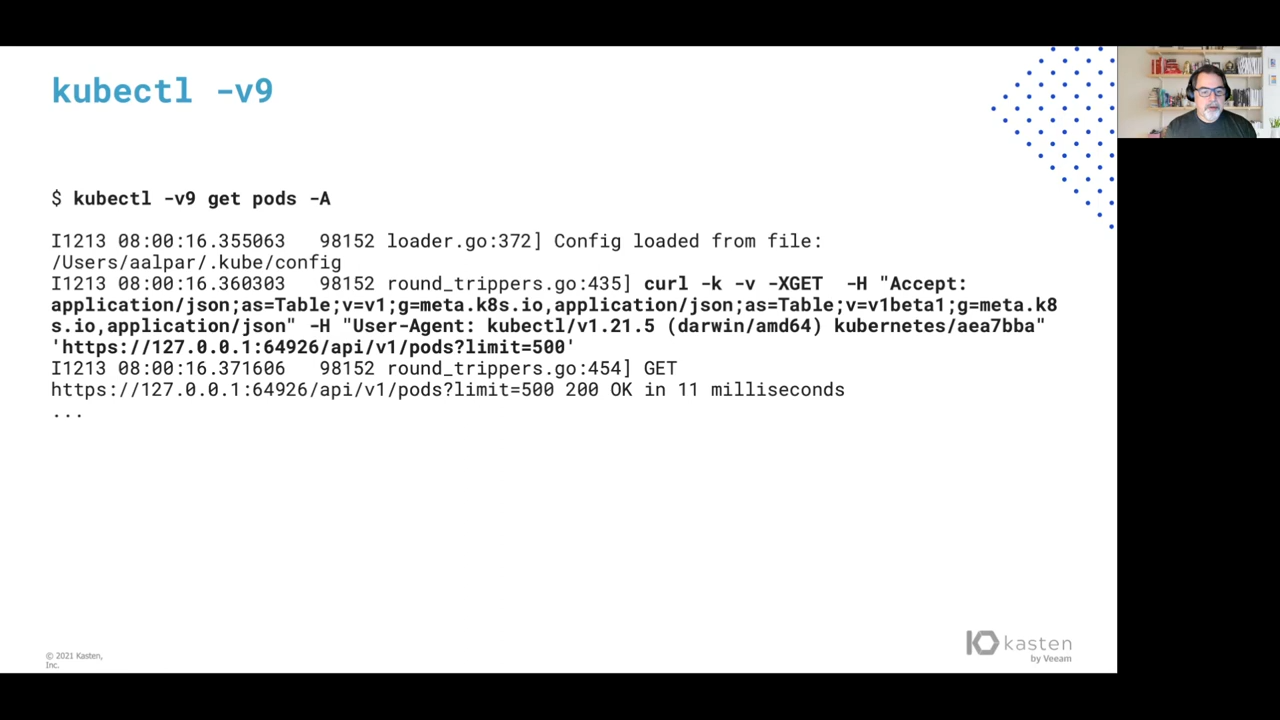 kubectl -v9
$ kubectl -v9 get pods -A
I1213 08:00:16.355063   98152 loader.go:372] Config loaded from file:
/Users/aalpar/.kube/config
I1213 08:00:16.360303   98152 round_trippers.go:435] curl -k -v -XGET  -H "Accept:
application/json;as=Table;v=v1;g=meta.k8s.io,application/json;as=Table;v=v1beta1;g=meta.k8
s.io,application/json" -H "User-Agent: kubectl/v1.21.5 (darwin/amd64) kubernetes/aea7bba"
'https://127.0.0.1:64926/api/v1/pods?limit=500'
I1213 08:00:16.371606   98152 round_trippers.go:454] GET
https://127.0.0.1:64926/api/v1/pods?limit=500 200 OK in 11 milliseconds
...
© 2021 Kasten,
Inc.
kasten
by Veeam